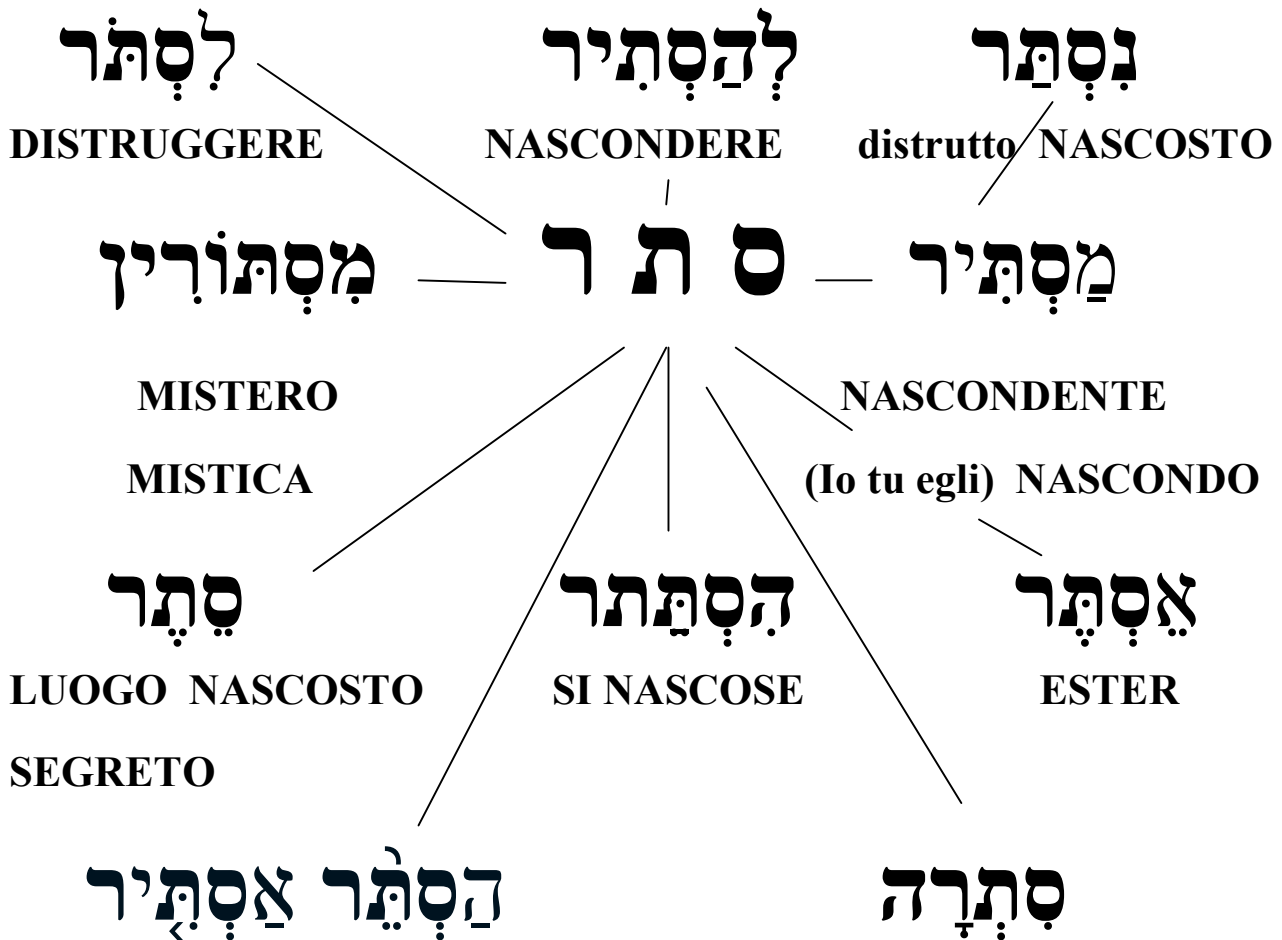 נִסְתַּר לְהַסְתִיר לִסְתֹּר
DISTRUGGERE NASCONDERE distrutto NASCOSTO
מַסְתִּיר ס ת ר מִסְתּוֹרִין
MISTERO NASCONDENTE
MISTICA (Io tu egli) NASCONDO
אֵסְתֶּר הִסְתַּתר סֵתֶר
LUOGO NASCOSTO SI NASCOSE ESTER
SEGRETO
סִתְרָה הַסְתֵּ֨ר אַסְתִּ֤יר